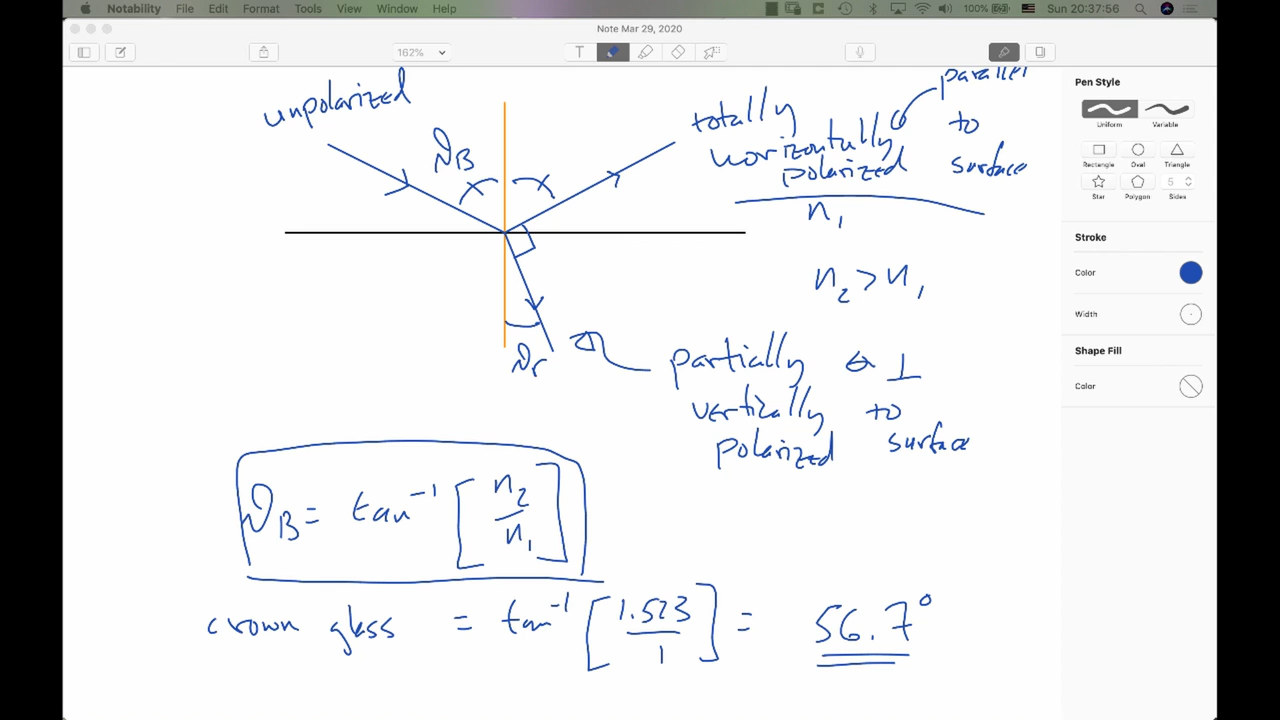 Notability File Edit Format Tools View Window Help 100% Sun 20:37:56
Note Mar 29, 2020
162%
T
unpolarized
ϑB
totally
horizontally
polarized
parallel
to
surface
n1
n2 > n1
ϑr
partially
vertically
polarized
⊥
to
surface
ϑB = tan⁻¹ [n2/n1]
crown glass = tan⁻¹ [1.523/1] = 56.7°
Pen Style
Uniform Variable
Rectangle Oval Triangle
5
Star Polygon Sides
Stroke
Color
Width
Shape Fill
Color